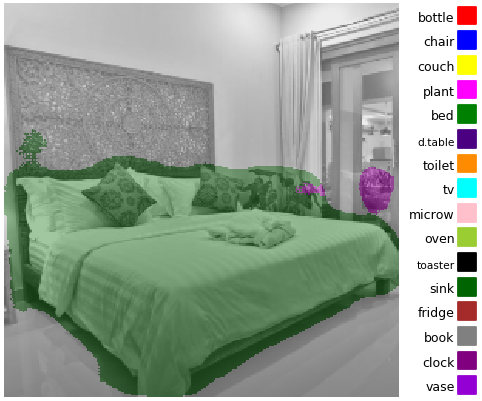 bottle
chair
couch
plant
bed
d.table
toilet
tv
microw
oven
toaster
sink
fridge
book
clock
vase